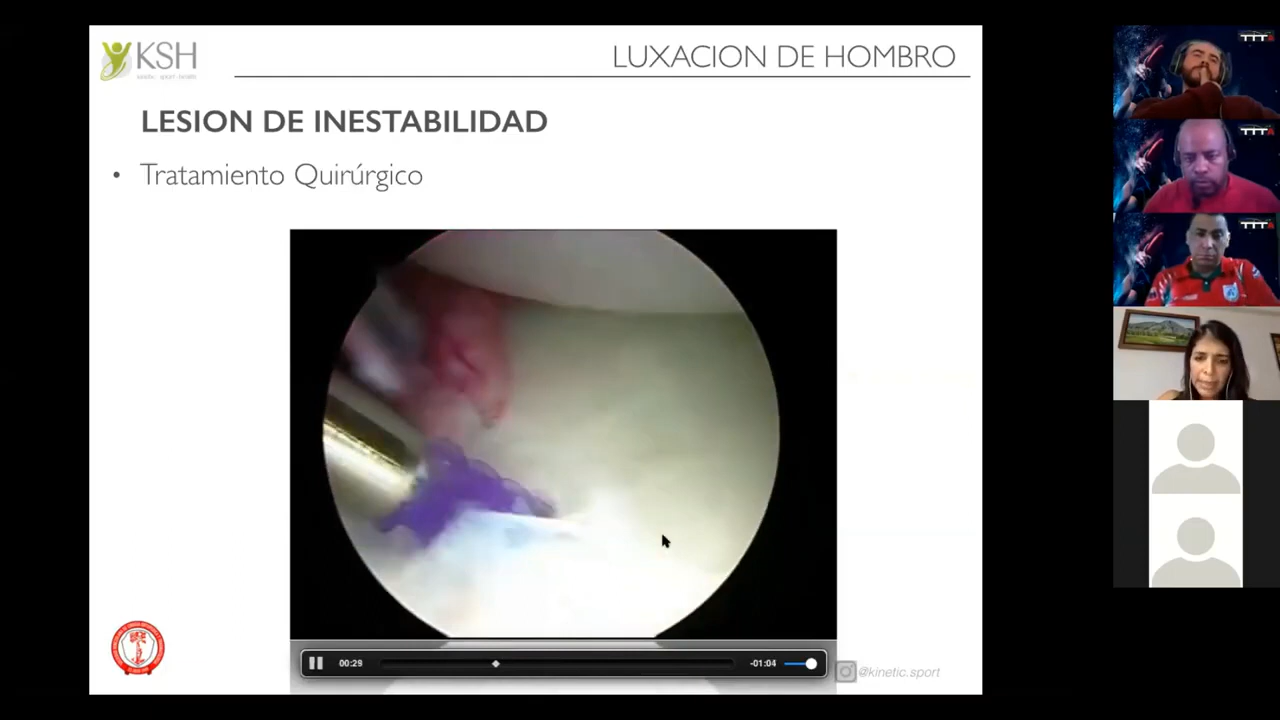 KSH
LUXACION DE HOMBRO
LESION DE INESTABILIDAD
• Tratamiento Quirúrgico
00:29
-01:04
@kinetic.sport